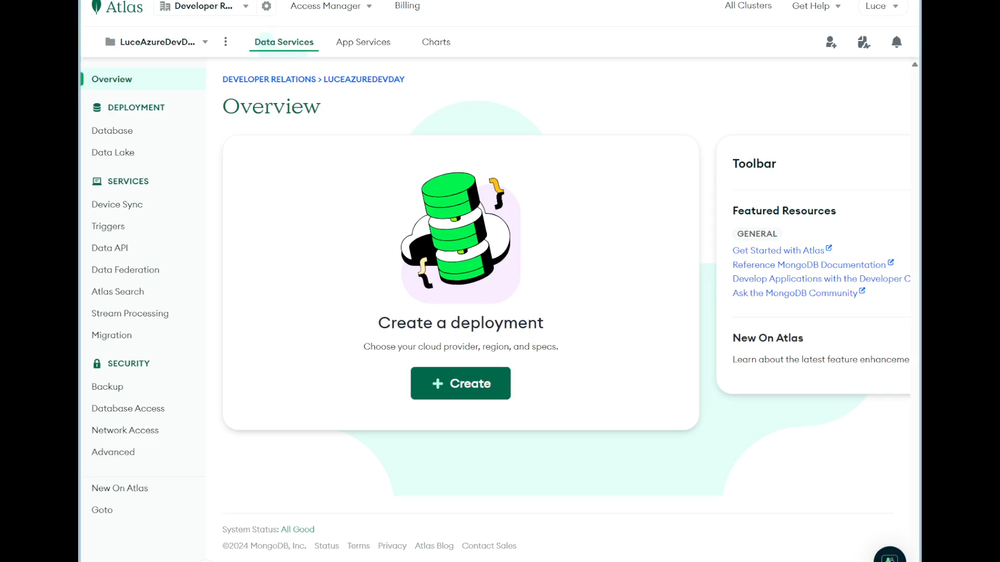 Atlas
Developer R...
Access Manager
Billing
All Clusters
Get Help
Luce
LuceAzureDevD...
Data Services
App Services
Charts
Overview
DEPLOYMENT
Database
Data Lake
SERVICES
Device Sync
Triggers
Data API
Data Federation
Atlas Search
Stream Processing
Migration
SECURITY
Backup
Database Access
Network Access
Advanced
New On Atlas
Goto
DEVELOPER RELATIONS > LUCEAZUREDEVDAY
Overview
Create a deployment
Choose your cloud provider, region, and specs.
+ Create
Toolbar
Featured Resources
GENERAL
Get Started with Atlas
Reference MongoDB Documentation
Develop Applications with the Developer C
Ask the MongoDB Community
New On Atlas
Learn about the latest feature enhanceme
System Status: All Good
©2024 MongoDB, Inc. Status Terms Privacy Atlas Blog Contact Sales